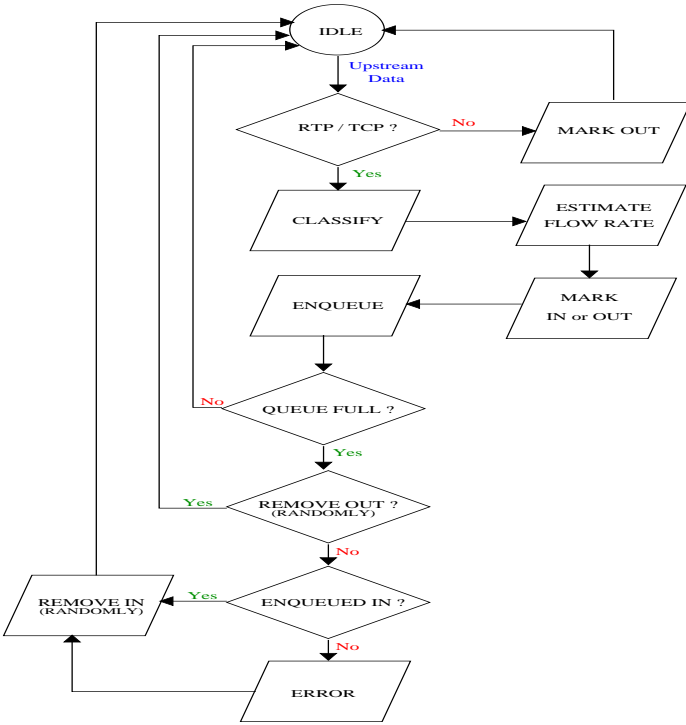 IDLE
Upstream
Data
RTP / TCP ?
No
MARK OUT
Yes
CLASSIFY
ESTIMATE
FLOW RATE
MARK
IN or OUT
ENQUEUE
QUEUE FULL ?
No
Yes
REMOVE OUT ?
(RANDOMLY)
Yes
No
ENQUEUED IN ?
Yes
REMOVE IN
(RANDOMLY)
No
ERROR